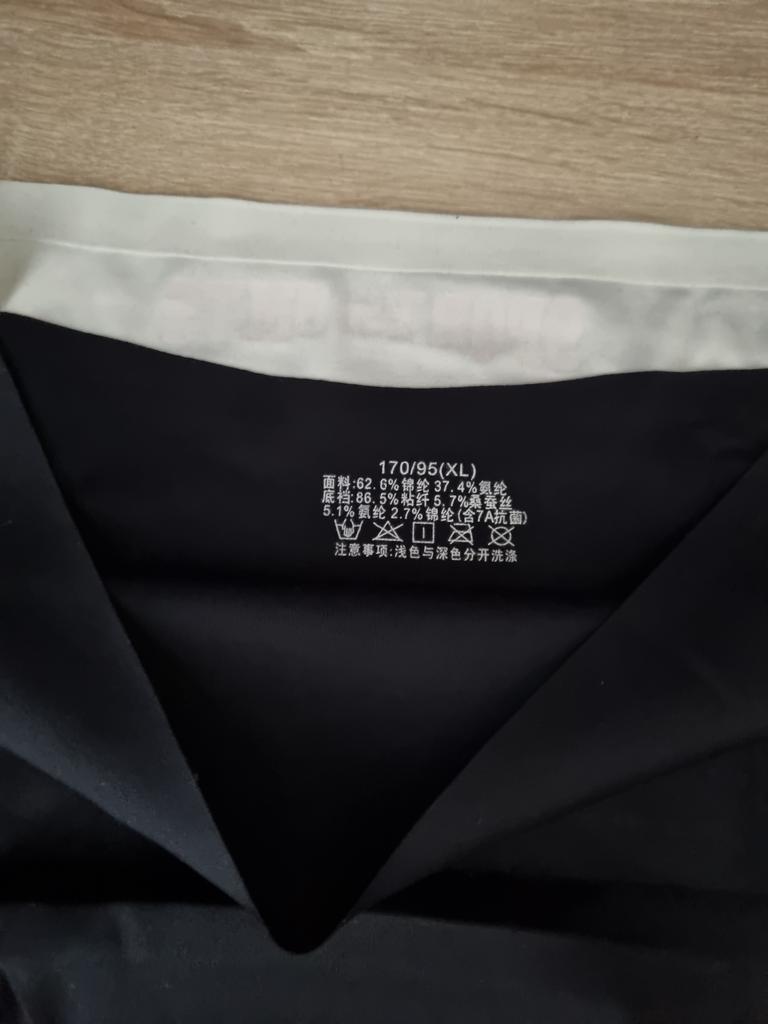 170/95(XL)
面料:62.6%锦纶 37.4%氨纶
底裆:86.5%粘纤 5.7%桑蚕丝
5.1%氨纶 2.7%锦纶(含7A抗菌)
注意事项:浅色与深色分开洗涤